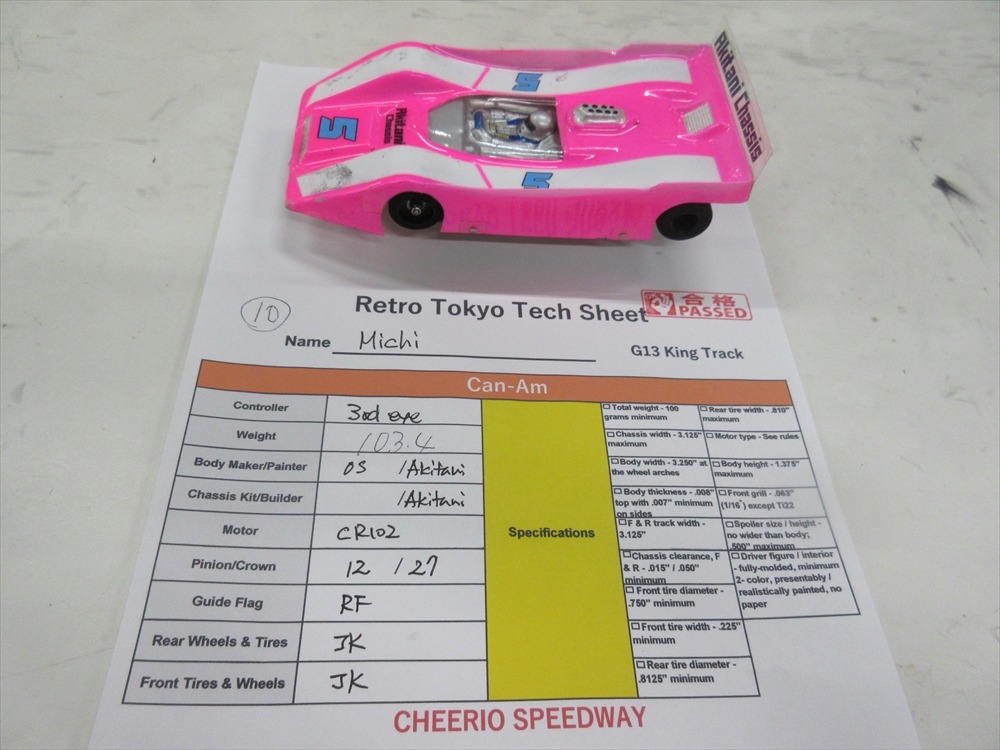 Akitani Chassis
5
5
5
Akitani
Chassis
10
Retro Tokyo Tech Sheet
合格
PASSED
Name Michi
G13 King Track
Can-Am
Controller 3rd eye
Weight 103.4
Body Maker/Painter OS /Akitani
Chassis Kit/Builder /Akitani
Motor CR102
Pinion/Crown 12 /27
Guide Flag RF
Rear Wheels & Tires JK
Front Tires & Wheels JK
Specifications
Total weight - 100
grams minimum
Chassis width - 3.125"
maximum
Body width - 3.250" at
the wheel arches
Body thickness - .008"
top with .007" minimum
on sides
F & R track width -
3.125"
Chassis clearance, F
& R - .015" / .050"
minimum
Front tire diameter -
.750" minimum
Front tire width - .225"
minimum
Rear tire diameter -
.8125" minimum
Rear tire width - .810"
maximum
Motor type - See rules
Body height - 1.375"
maximum
Front grill - .063"
(1/16") except Ti22
Spoiler size / height -
no wider than body;
.500" maximum
Driver figure / interior
- fully-molded, minimum
2- color, presentably /
realistically painted, no
paper
CHEERIO SPEEDWAY